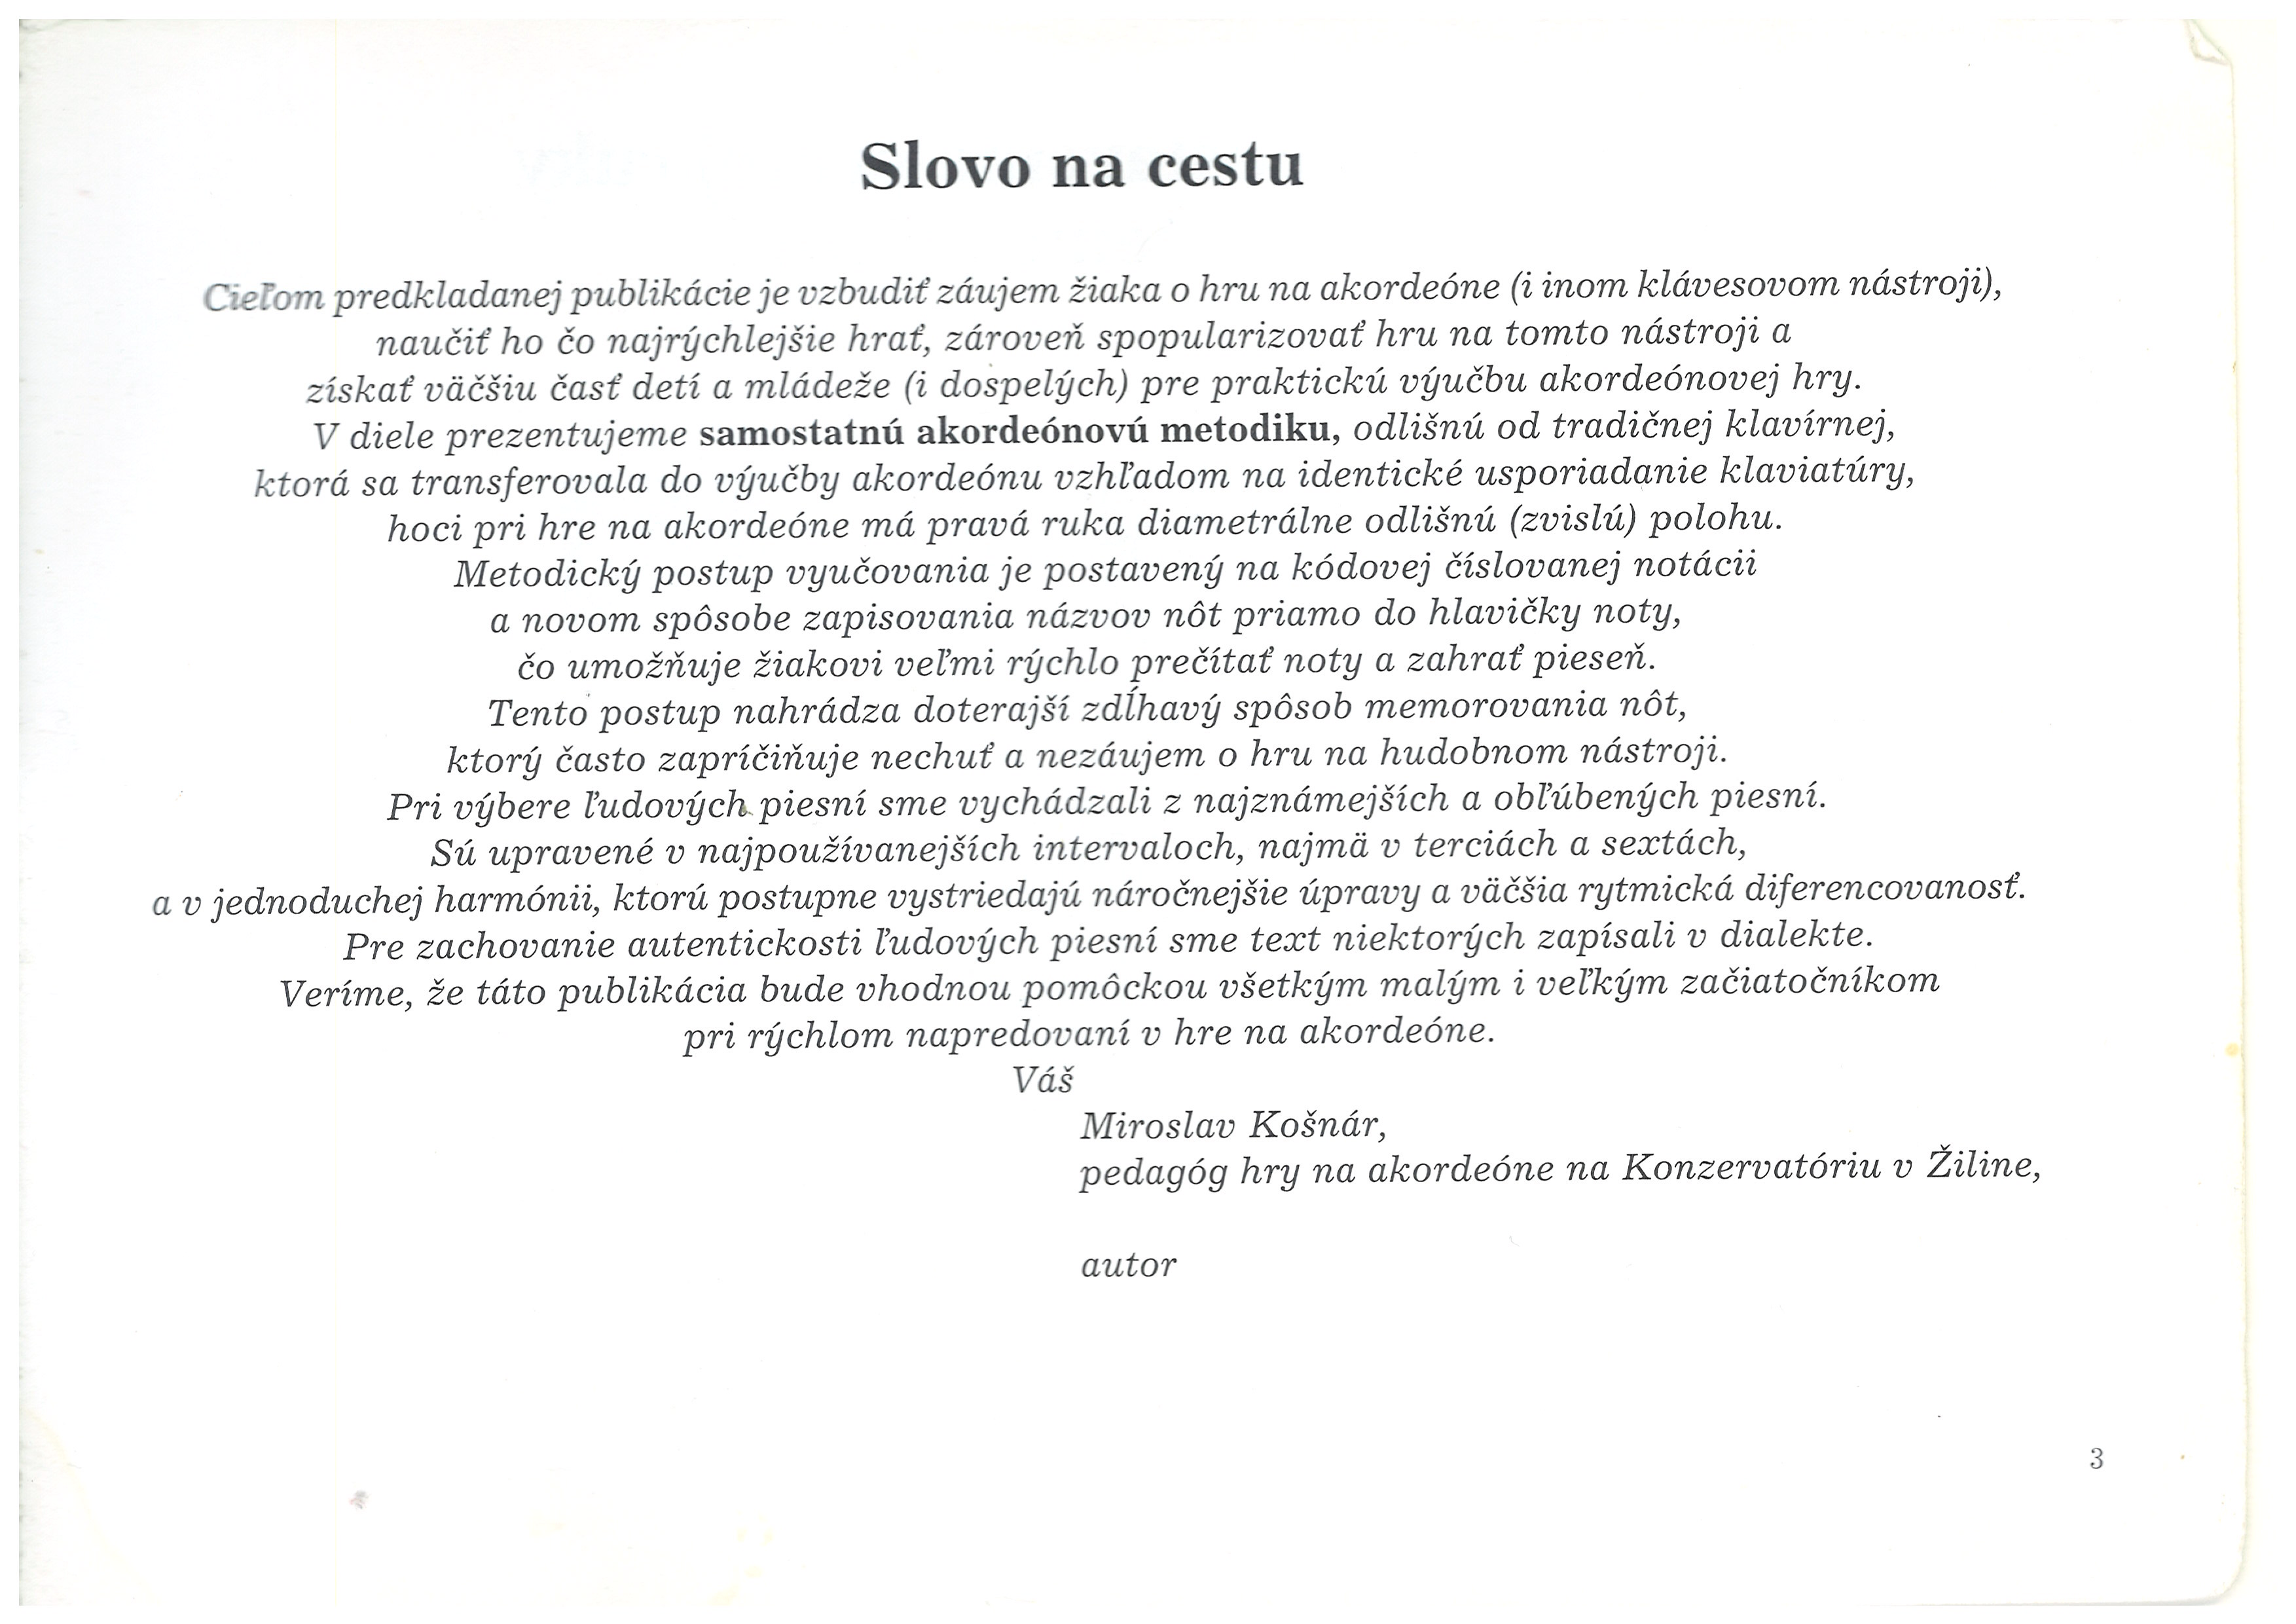 Slovo na cestu
Cieľom predkladanej publikácie je vzbudiť záujem žiaka o hru na akordeóne (i inom klávesovom nástroji),
naučiť ho čo najrýchlejšie hrať, zároveň spopularizovať hru na tomto nástroji a
získať väčšiu časť detí a mládeže (i dospelých) pre praktickú výučbu akordeónovej hry.
V diele prezentujeme samostatnú akordeónovú metodiku, odlišnú od tradičnej klavírnej,
ktorá sa transferovala do výučby akordeónu vzhľadom na identické usporiadanie klaviatúry,
hoci pri hre na akordeóne má pravá ruka diametrálne odlišnú (zvislú) polohu.
Metodický postup vyučovania je postavený na kódovej číslovanej notácii
a novom spôsobe zapisovania názvov nôt priamo do hlavičky noty,
čo umožňuje žiakovi veľmi rýchlo prečítať noty a zahrať pieseň.
Tento postup nahrádza doterajší zdĺhavý spôsob memorovania nôt,
ktorý často zapríčiňuje nechuť a nezáujem o hru na hudobnom nástroji.
Pri výbere ľudových piesní sme vychádzali z najznámejších a obľúbených piesní.
Sú upravené v najpoužívanejších intervaloch, najmä v terciách a sextách,
a v jednoduchej harmónii, ktorú postupne vystriedajú náročnejšie úpravy a väčšia rytmická diferencovanosť.
Pre zachovanie autentickosti ľudových piesní sme text niektorých zapísali v dialekte.
Veríme, že táto publikácia bude vhodnou pomôckou všetkým malým i veľkým začiatočníkom
pri rýchlom napredovaní v hre na akordeóne.
Váš
Miroslav Košnár,
pedagóg hry na akordeóne na Konzervatóriu v Žiline,
autor
3